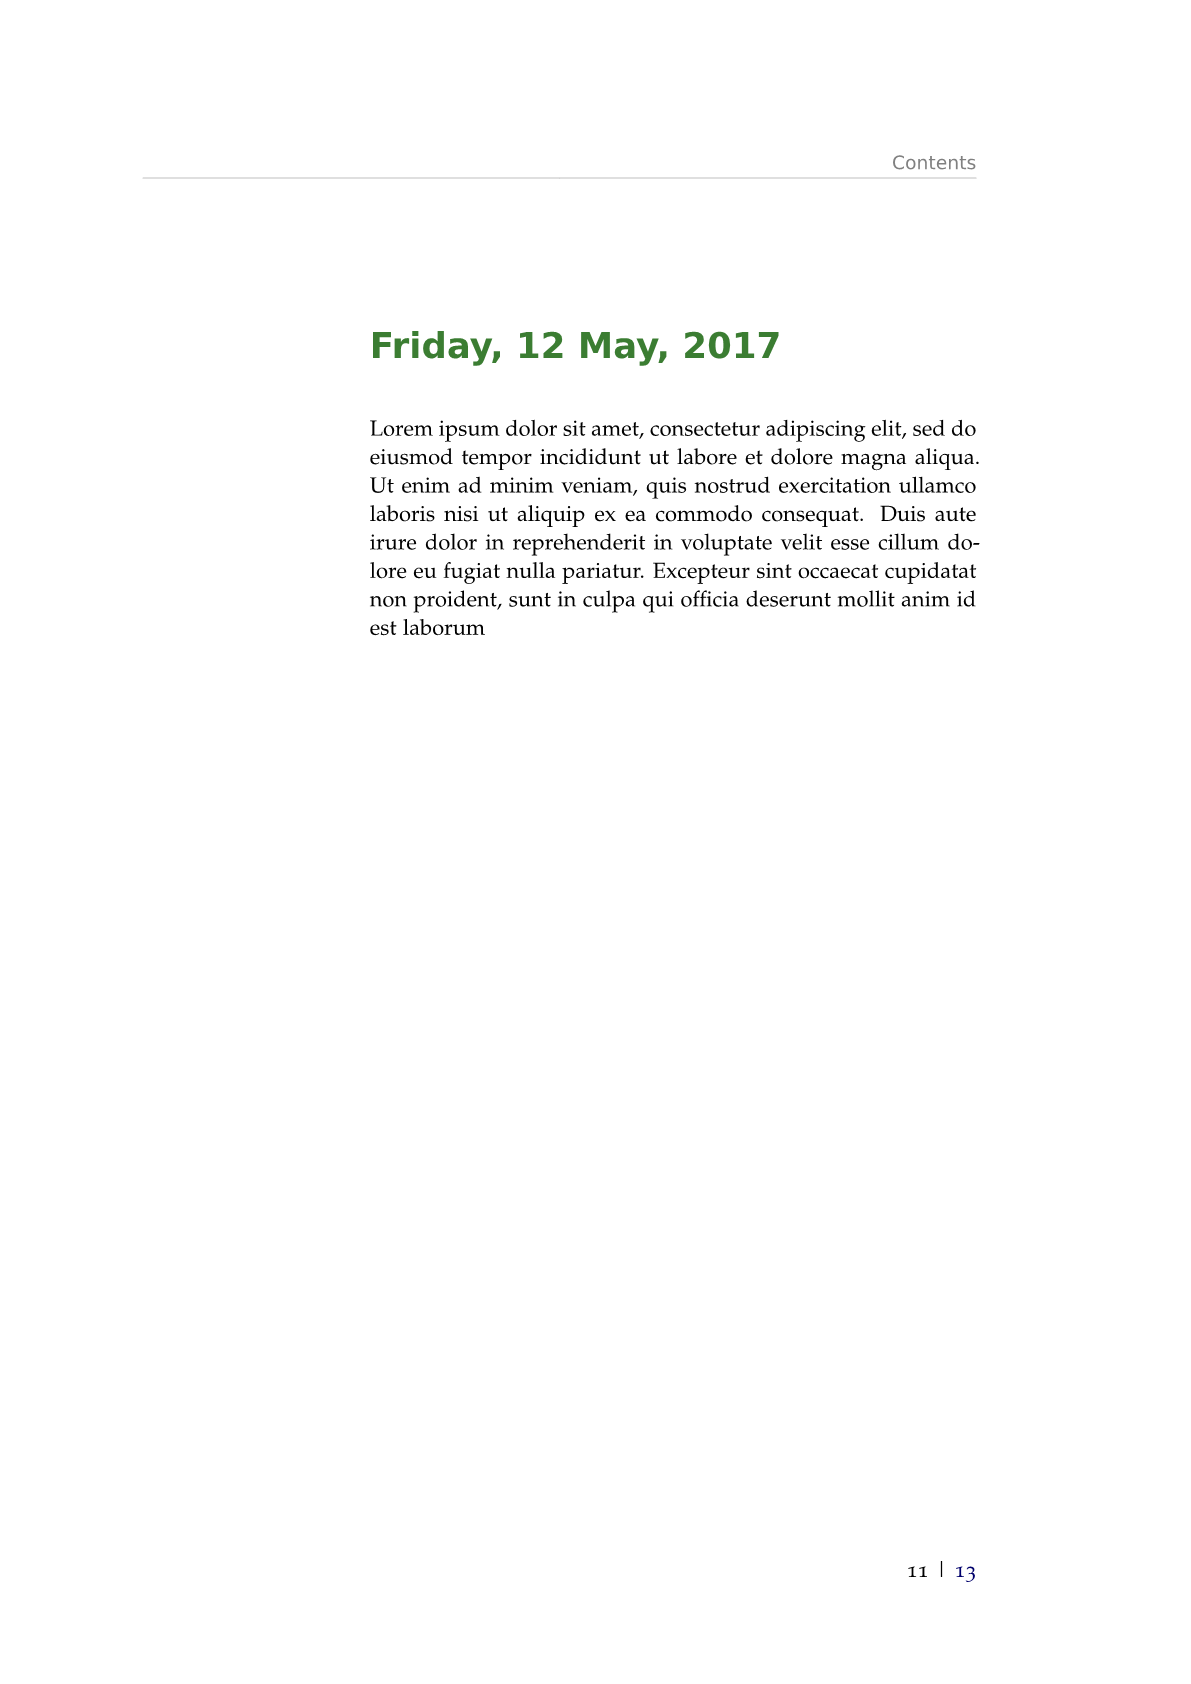 Contents
Friday, 12 May, 2017
Lorem ipsum dolor sit amet, consectetur adipiscing elit, sed do
eiusmod tempor incididunt ut labore et dolore magna aliqua.
Ut enim ad minim veniam, quis nostrud exercitation ullamco
laboris nisi ut aliquip ex ea commodo consequat. Duis aute
irure dolor in reprehenderit in voluptate velit esse cillum do-
lore eu fugiat nulla pariatur. Excepteur sint occaecat cupidatat
non proident, sunt in culpa qui officia deserunt mollit anim id
est laborum
11 | 13